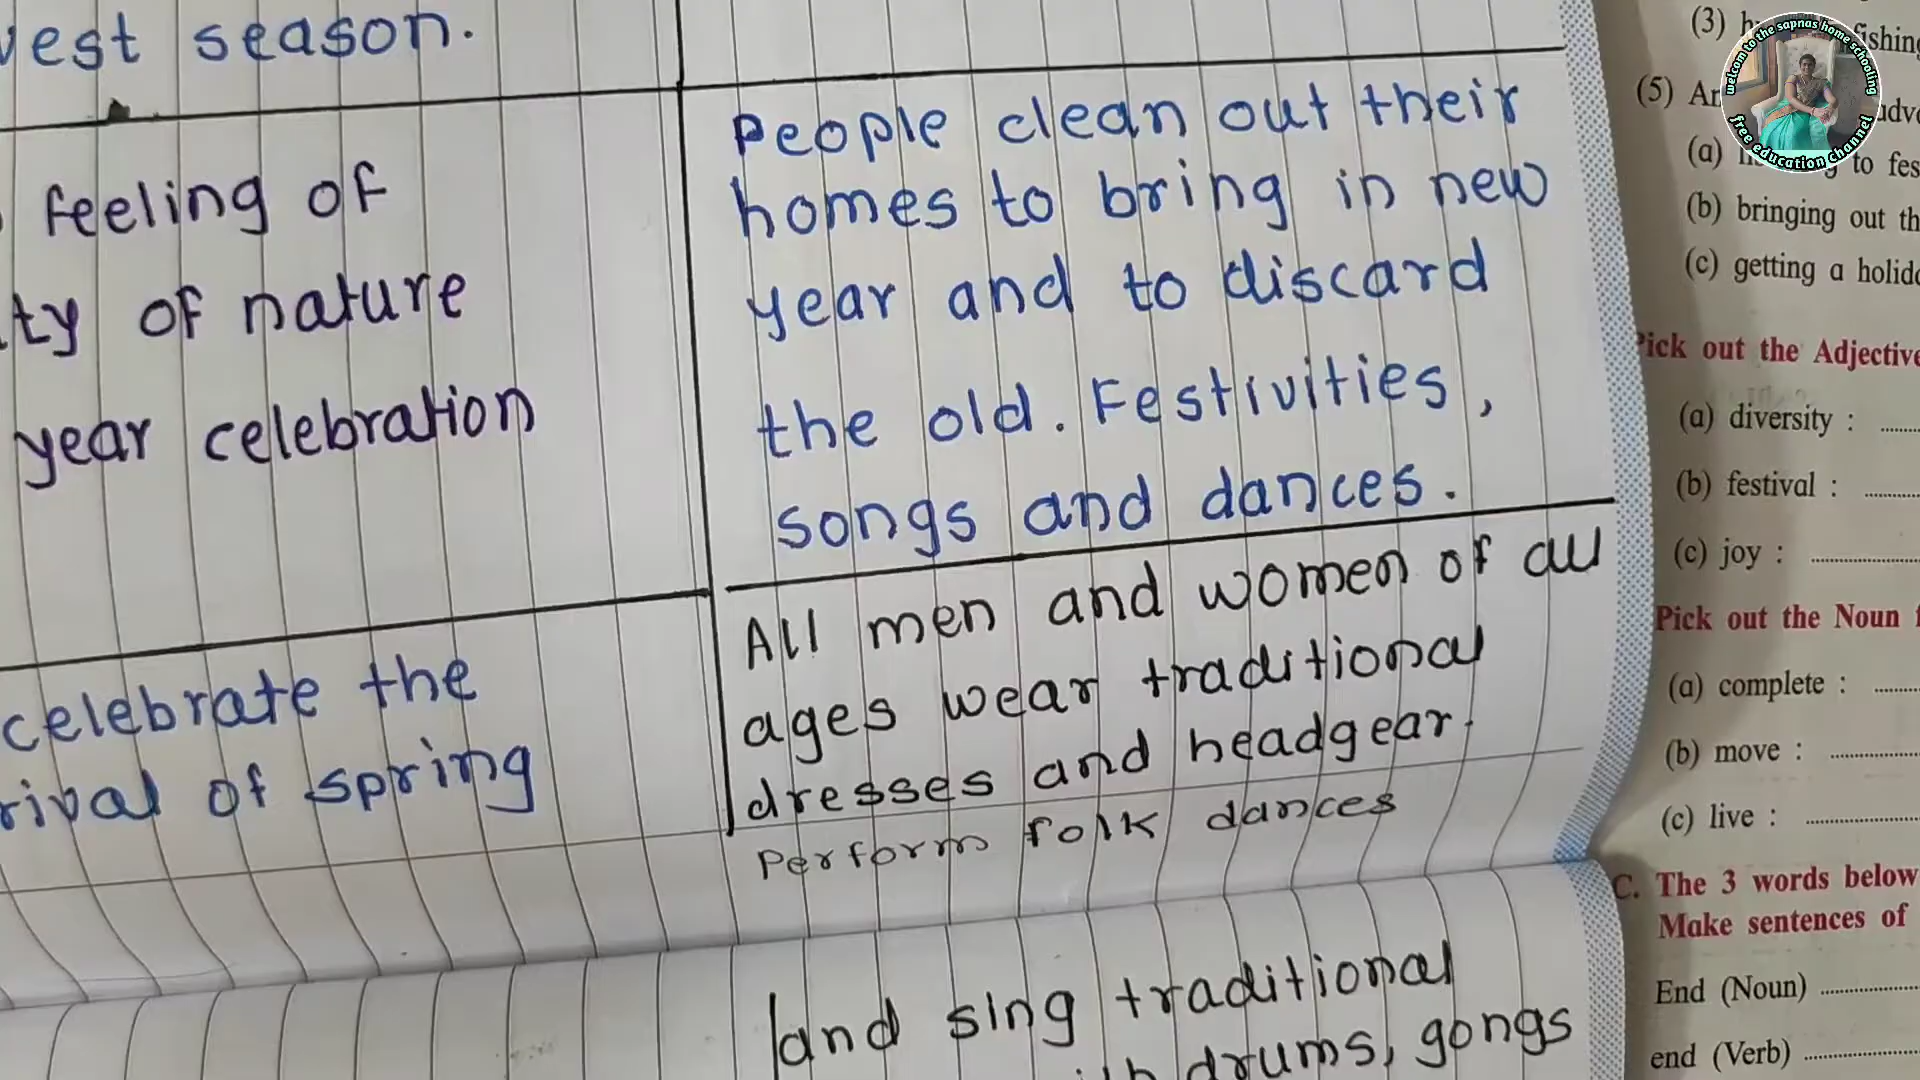 vest season.
feeling of
ty of nature
year celebration
celebrate the
rival of spring
People clean out their
homes to bring in new
year and to discard
the old. Festivities,
songs and dances.
All men and women of all
ages wear traditional
dresses and headgear.
Perform folk dances
and sing traditional
drums, gongs
(3)
fishing
(5)
(a) to fes
(b) bringing out th
(c) getting a holid
Pick out the Adjective
(a) diversity :
(b) festival :
(c) joy :
Pick out the Noun f
(a) complete :
(b) move :
(c) live :
C. The 3 words below
Make sentences of
End (Noun)
end (Verb)
welcom to the sapnas home schooling
free education channel